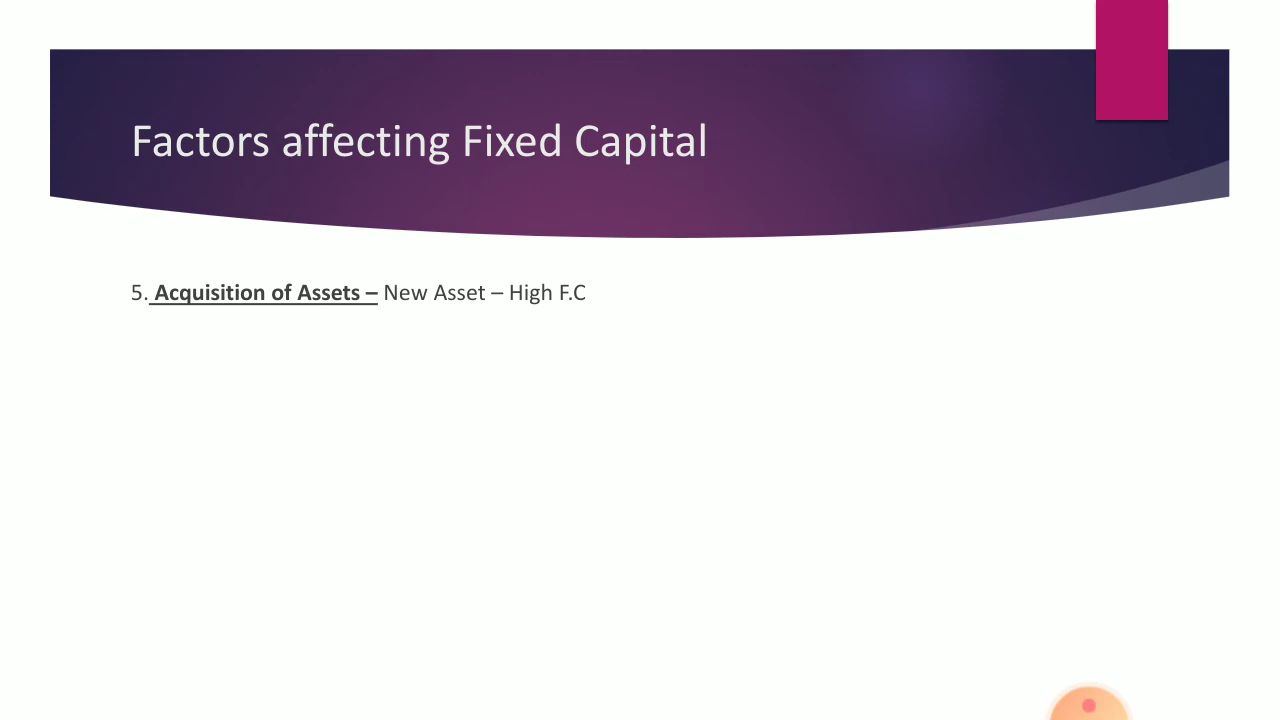 Factors affecting Fixed Capital
5. Acquisition of Assets – New Asset – High F.C